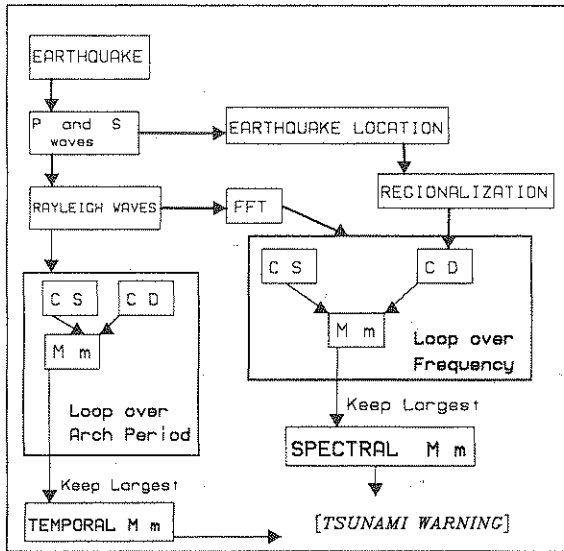 EARTHQUAKE
P and S
waves
EARTHQUAKE LOCATION
REGIONALIZATION
RAYLEIGH WAVES
FFT
C S
C D
M m
Loop over
Frequency
C S
C D
M m
Loop over
Arch Period
Keep Largest
SPECTRAL M m
Keep Largest
TEMPORAL M m
[TSUNAMI WARNING]